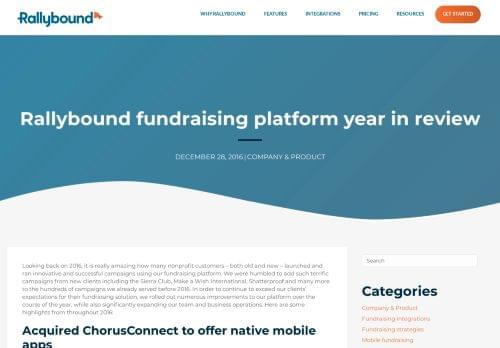 Rallybound
WHY RALLYBOUND
FEATURES
INTEGRATIONS
PRICING
RESOURCES
GET STARTED
Rallybound fundraising platform year in review
DECEMBER 28, 2016 | COMPANY & PRODUCT
Looking back on 2016, it is really amazing how many nonprofit customers – both old and new – launched and
ran innovative and successful campaigns using our fundraising platform. We were humbled to add such terrific
campaigns from new clients including the Sierra Club, Make a Wish International, Shatterproof and many more
to the hundreds of campaigns we already served before 2016. In order to continue to exceed our clients'
expectations for their fundraising solution, we rolled out numerous improvements to our platform over the
course of the year, while also significantly expanding our team and business operations. Here are some
highlights from throughout 2016:
Acquired ChorusConnect to offer native mobile
apps
Search
Categories
Company & Product
Fundraising integrations
Fundraising strategies
Mobile fundraising